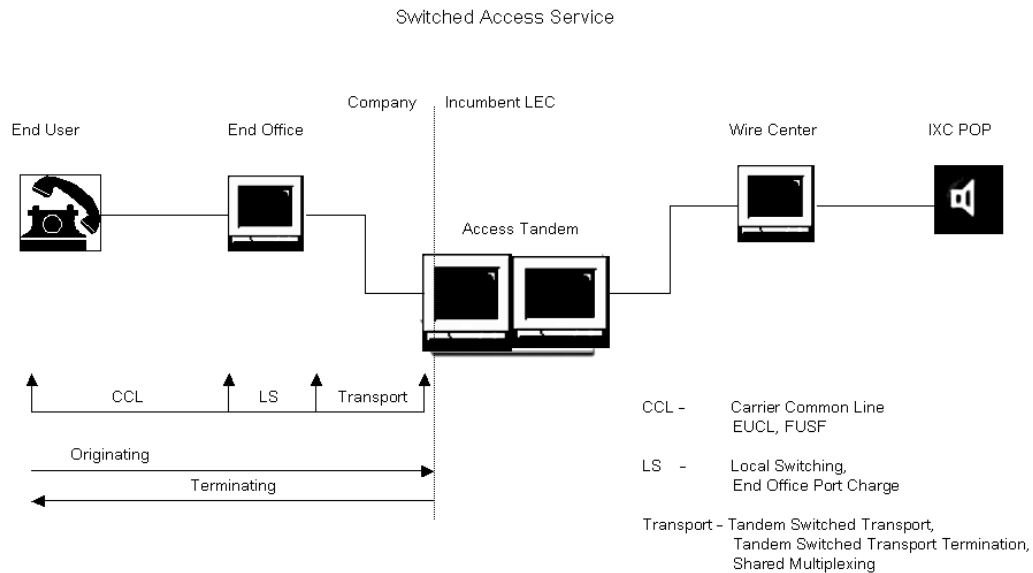 Switched Access Service
Company
Incumbent LEC
End User
End Office
Wire Center
IXC POP
Access Tandem
CCL
LS
Transport
Originating
Terminating
CCL – Carrier Common Line
EUCL, FUSF
LS – Local Switching,
End Office Port Charge
Transport – Tandem Switched Transport,
Tandem Switched Transport Termination,
Shared Multiplexing